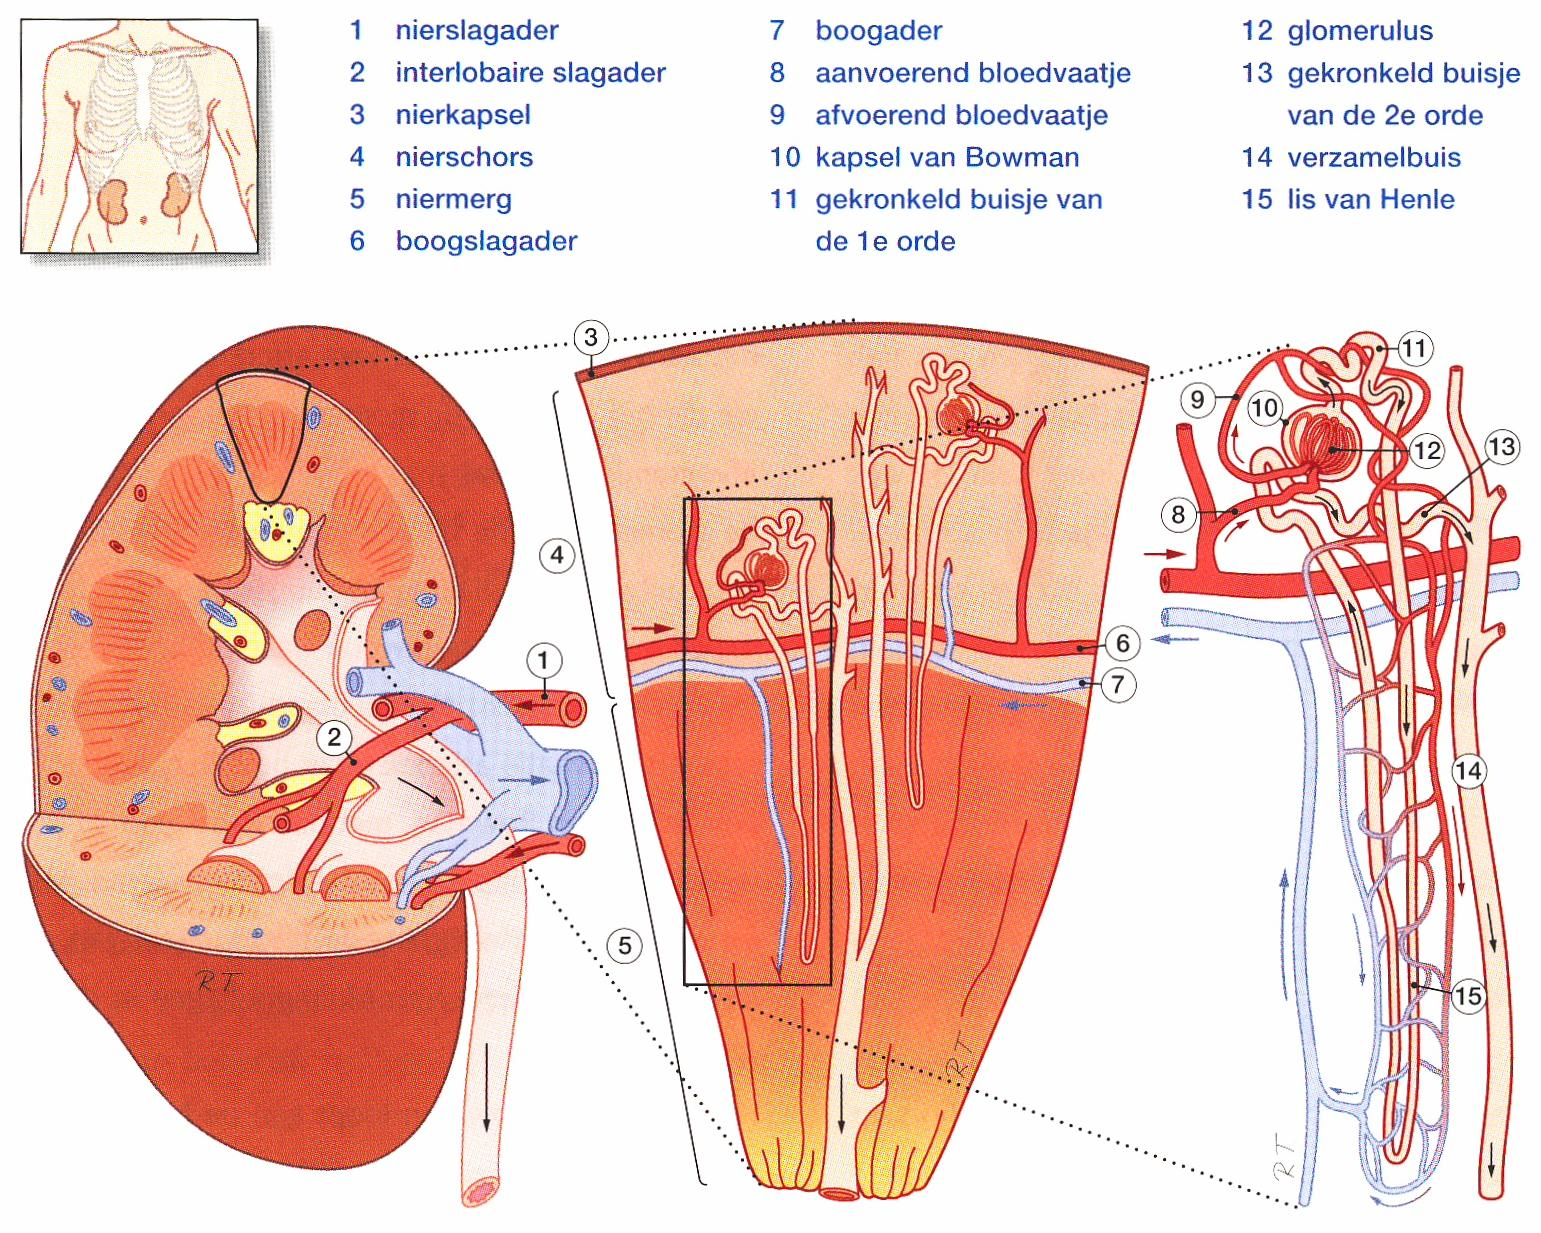 1 nierslagader
2 interlobaire slagader
3 nierkapsel
4 nierschors
5 niermerg
6 boogslagader
7 boogader
8 aanvoerend bloedvaatje
9 afvoerend bloedvaatje
10 kapsel van Bowman
11 gekronkeld buisje van
de 1e orde
12 glomerulus
13 gekronkeld buisje
van de 2e orde
14 verzamelbuis
15 lis van Henle
1
2
RT
3
4
5
6
7
RT
8
9
10
11
12
13
14
15
RT